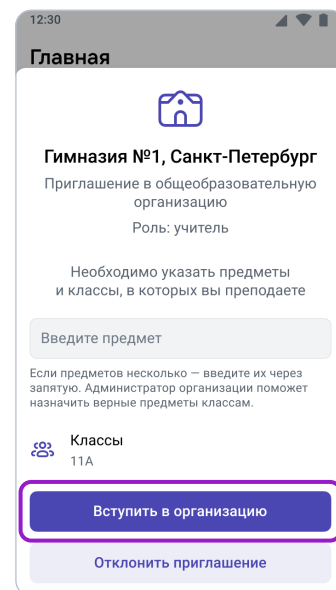 12:30
Главная
Гимназия №1, Санкт-Петербург
Приглашение в общеобразовательную
организацию
Роль: учитель
Необходимо указать предметы
и классы, в которых вы преподаете
Введите предмет
Если предметов несколько — введите их через
запятую. Администратор организации поможет
назначить верные предметы классам.
Классы
11А
Вступить в организацию
Отклонить приглашение